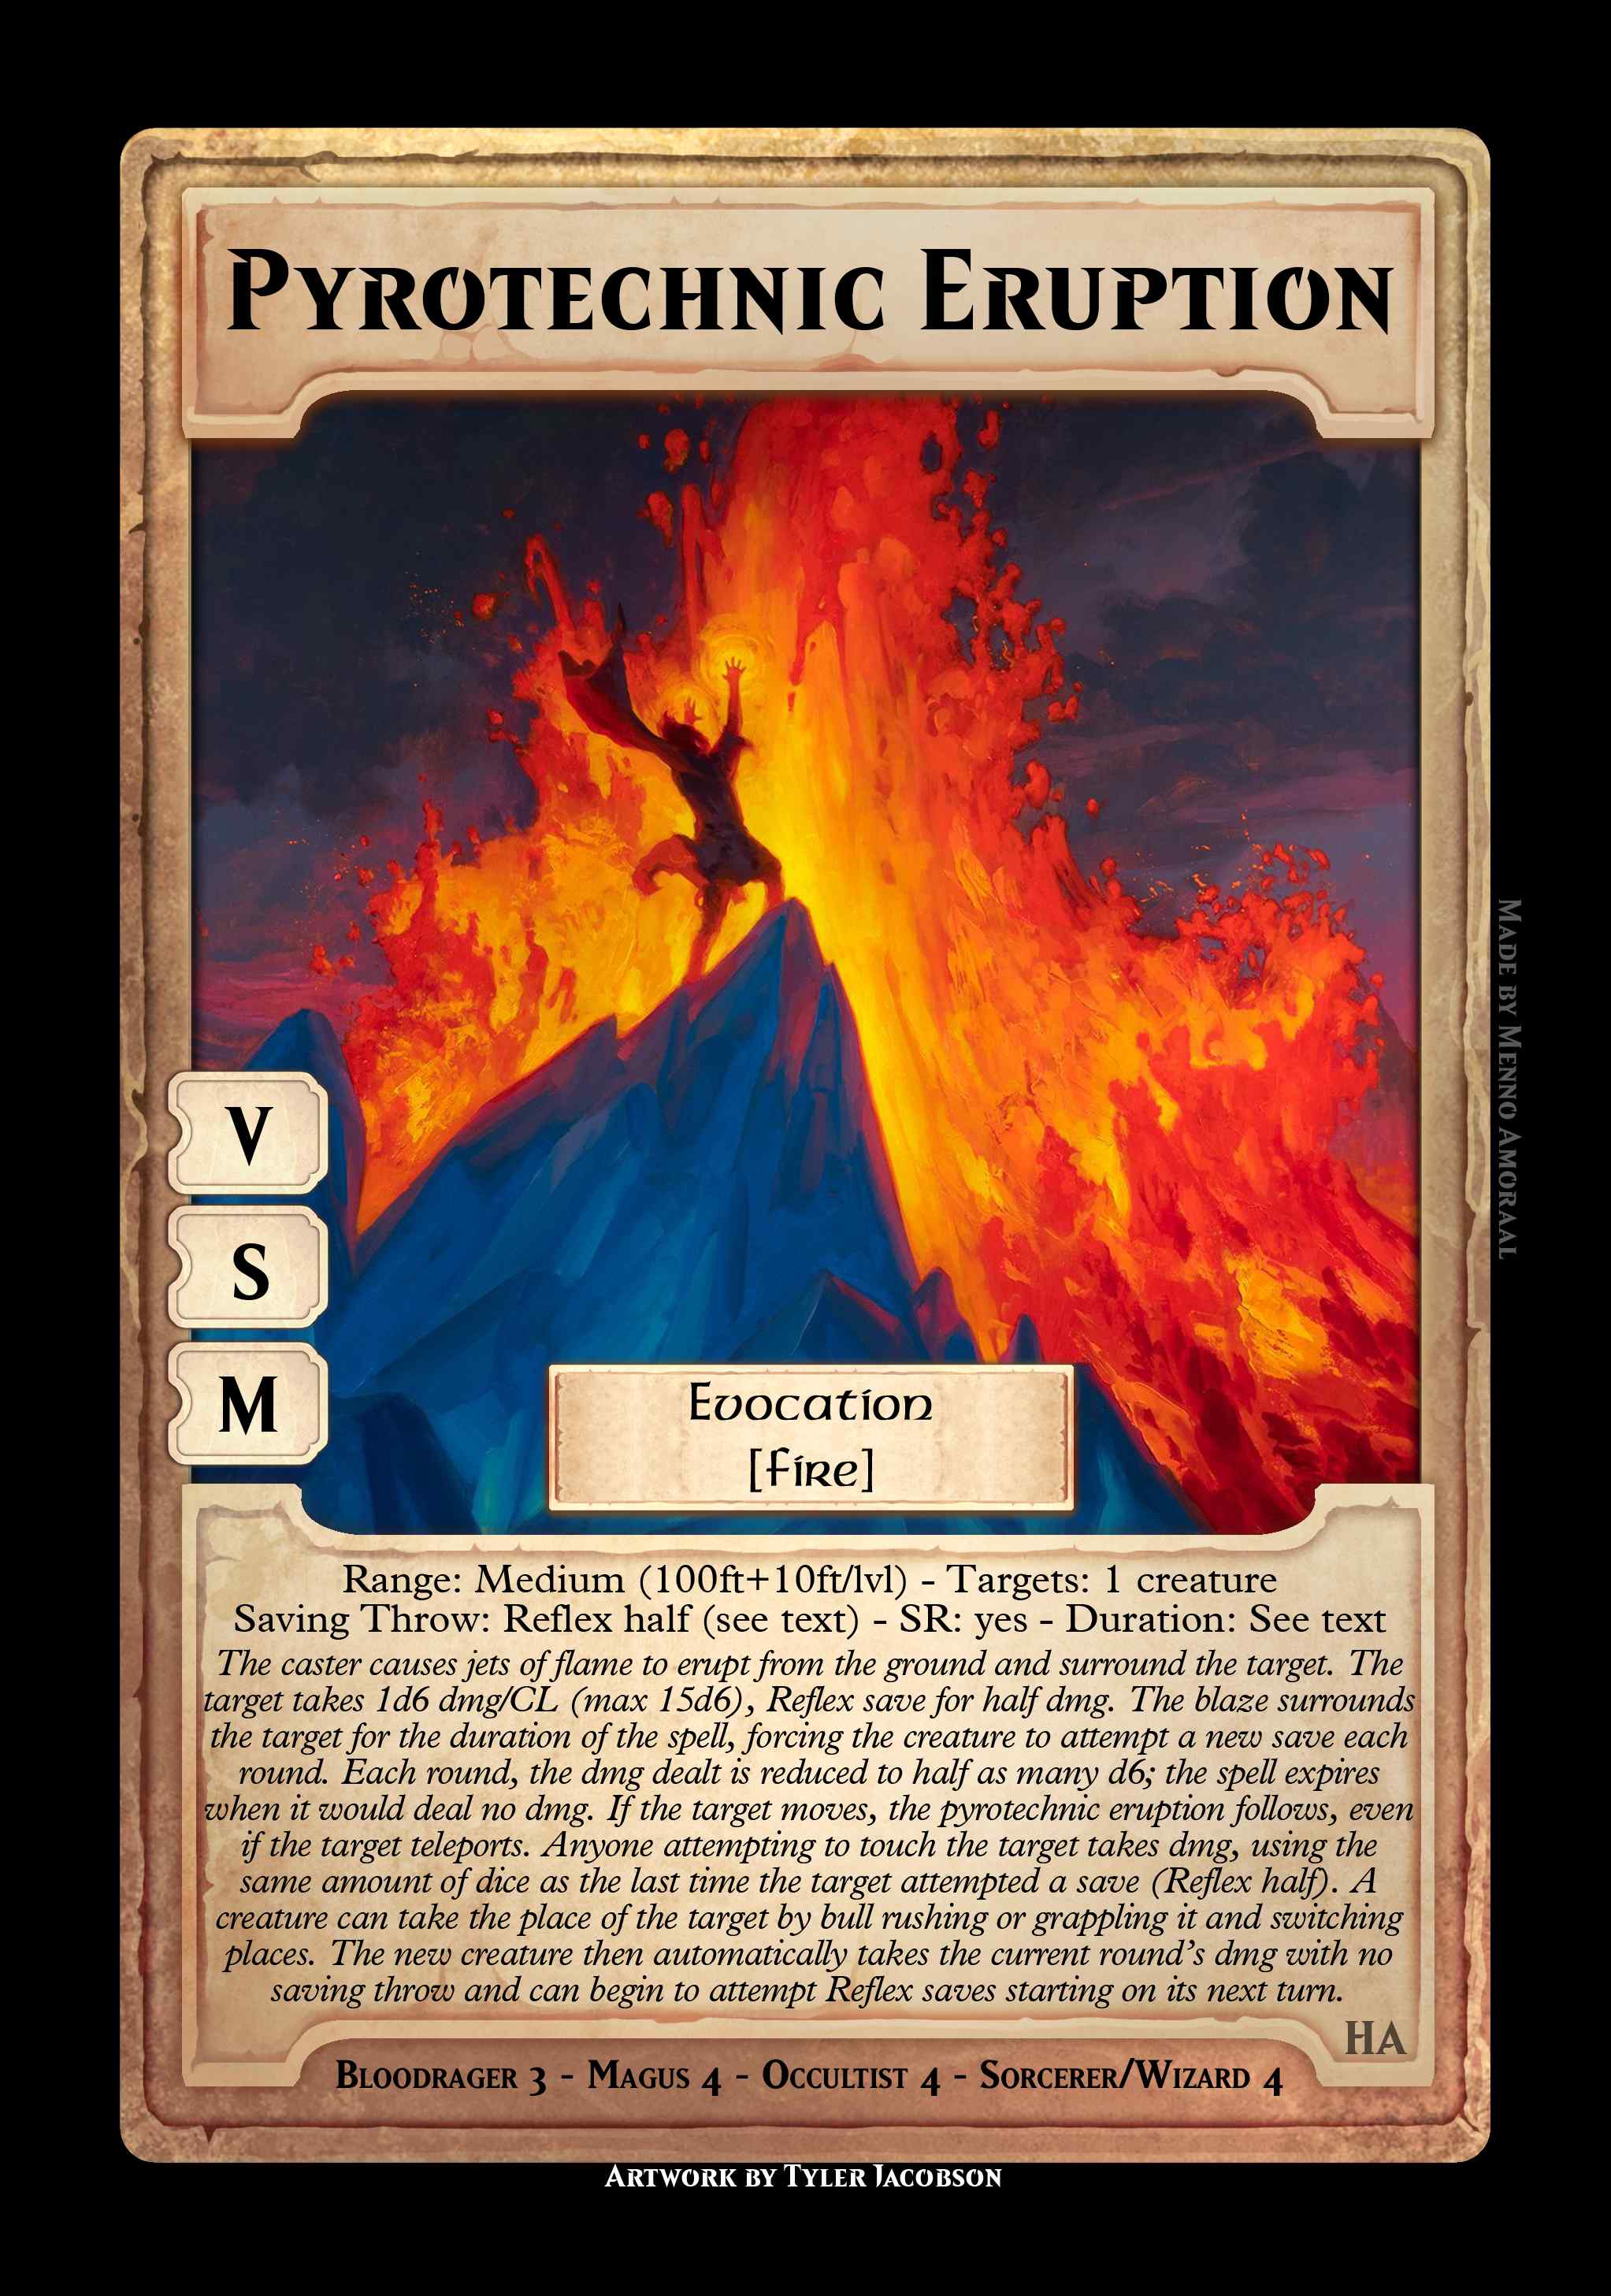 Pyrotechnic Eruption
Made by Menno Amoraal
V
S
M
Evocation
[Fire]
Range: Medium (100ft+10ft/lvl) - Targets: 1 creature
Saving Throw: Reflex half (see text) - SR: yes - Duration: See text
The caster causes jets of flame to erupt from the ground and surround the target. The
target takes 1d6 dmg/CL (max 15d6), Reflex save for half dmg. The blaze surrounds
the target for the duration of the spell, forcing the creature to attempt a new save each
round. Each round, the dmg dealt is reduced to half as many d6; the spell expires
when it would deal no dmg. If the target moves, the pyrotechnic eruption follows, even
if the target teleports. Anyone attempting to touch the target takes dmg, using the
same amount of dice as the last time the target attempted a save (Reflex half). A
creature can take the place of the target by bull rushing or grappling it and switching
places. The new creature then automatically takes the current round's dmg with no
saving throw and can begin to attempt Reflex saves starting on its next turn.
HA
Bloodrager 3 - Magus 4 - Occultist 4 - Sorcerer/Wizard 4
Artwork by Tyler Jacobson